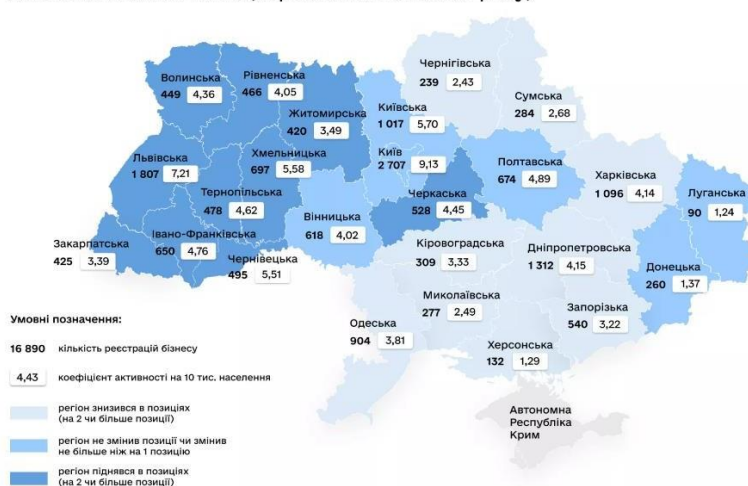 Чернігівська
239 2,43
Волинська
449 4,36
Рівненська
466 4,05
Сумська
284 2,68
Житомирська
420 3,49
Київська
1 017 5,70
Львівська
1 807 7,21
Хмельницька
697 5,58
Київ
2 707 9,13
Полтавська
674 4,89
Харківська
1 096 4,14
Луганська
90 1,24
Тернопільська
478 4,62
Черкаська
528 4,45
Вінницька
618 4,02
Івано-Франківська
650 4,76
Закарпатська
425 3,39
Чернівецька
495 5,51
Кіровоградська
309 3,33
Дніпропетровська
1 312 4,15
Донецька
260 1,37
Миколаївська
277 2,49
Запорізька
540 3,22
Одеська
904 3,81
Херсонська
132 1,29
Автономна
Республіка
Крим
Умовні позначення:
16 890 кількість реєстрацій бізнесу
4,43 коефіцієнт активності на 10 тис. населення
регіон знизився в позиціях
(на 2 чи більше позиції)
регіон не змінив позиції чи змінив
не більше ніж на 1 позицію
регіон піднявся в позиціях
(на 2 чи більше позиції)